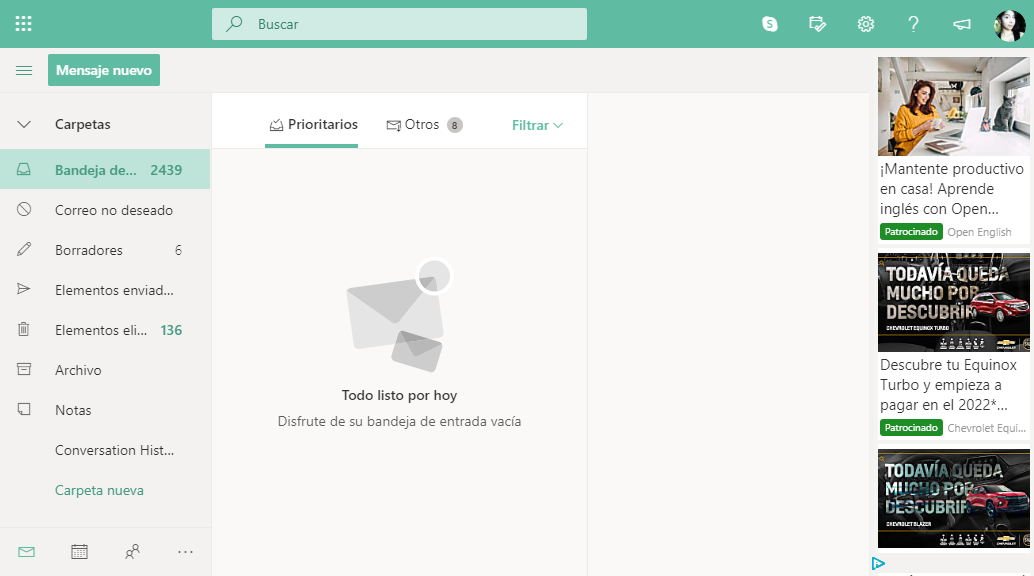 Buscar
Mensaje nuevo
Carpetas
Bandeja de... 2439
Correo no deseado
Borradores 6
Elementos enviad...
Elementos eli... 136
Archivo
Notas
Conversation Hist...
Carpeta nueva
Prioritarios
Otros 8
Filtrar
Todo listo por hoy
Disfrute de su bandeja de entrada vacía
¡Mantente productivo
en casa! Aprende
inglés con Open...
Patrocinado Open English
TODAVÍA QUEDA
MUCHO POR
DESCUBRIR
CHEVROLET EQUINOX TURBO
CHEVROLET
Descubre tu Equinox
Turbo y empieza a
pagar en el 2022*...
Patrocinado Chevrolet Equi...
TODAVÍA QUEDA
MUCHO POR
DESCUBRIR
CHEVROLET BLAZER
CHEVROLET